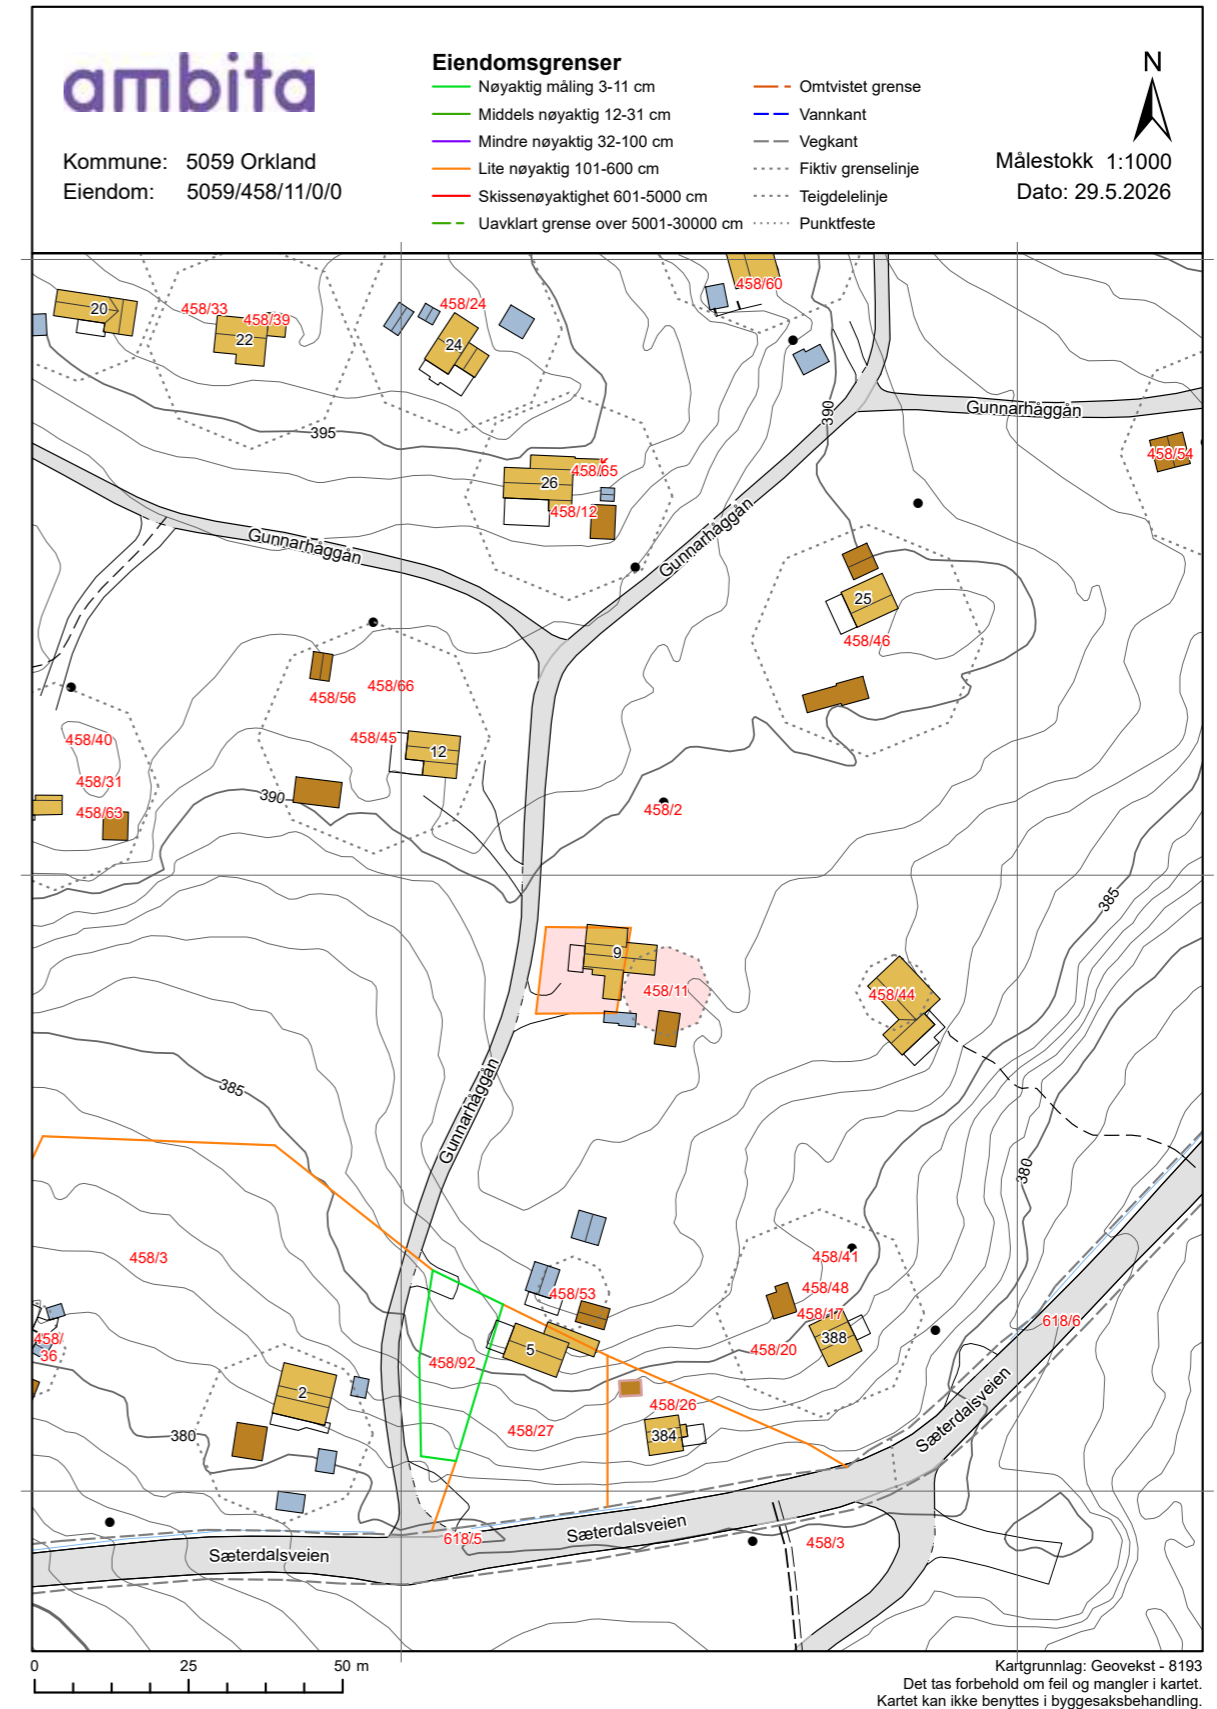 ambita
Kommune: 5059 Orkland
Eiendom: 5059/458/11/0/0
Eiendomsgrenser
Nøyaktig måling 3-11 cm
Middels nøyaktig 12-31 cm
Mindre nøyaktig 32-100 cm
Lite nøyaktig 101-600 cm
Skissenøyaktighet 601-5000 cm
Uavklart grense over 5001-30000 cm
Omtvistet grense
Vannkant
Vegkant
Fiktiv grenselinje
Teigdelelinje
Punktfeste
N
Målestokk 1:1000
Dato: 29.5.2026
458/60
20
458/33
458/39
22
458/24
24
390
Gunnarhåggån
395
458/54
458/65
26
458/12
Gunnarhåggån
Gunnarhåggån
25
458/46
458/66
458/56
458/45
12
458/40
458/31
458/63
390
458/2
385
9
458/11
458/44
385
Gunnarhåggån
380
458/3
458/53
458/41
458/48
458/17
388
458/20
618/6
458/
36
5
458/92
2
458/26
384
458/27
380
Sæterdalsveien
618/5
Sæterdalsveien
458/3
Sæterdalsveien
0 25 50 m
Kartgrunnlag: Geovekst - 8193
Det tas forbehold om feil og mangler i kartet.
Kartet kan ikke benyttes i byggesaksbehandling.